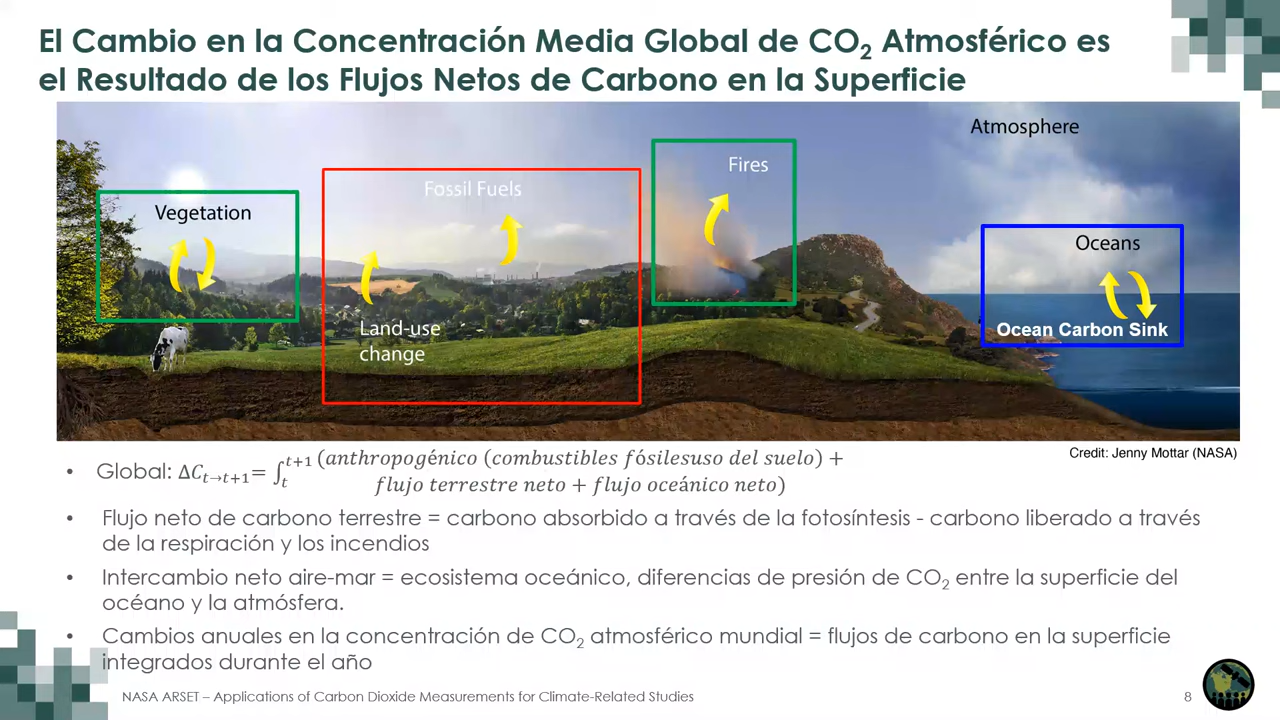 El Cambio en la Concentración Media Global de CO₂ Atmosférico es
el Resultado de los Flujos Netos de Carbono en la Superficie
Atmosphere
Fires
Fossil Fuels
Vegetation
Oceans
Land-use
change
Ocean Carbon Sink
Credit: Jenny Mottar (NASA)
• Global: Δ𝐶ₜ→ₜ₊₁= ∫ₜᵗ⁺¹ (anthropogénico (combustibles fósilesuso del suelo) +
flujo terrestre neto + flujo oceánico neto)
• Flujo neto de carbono terrestre = carbono absorbido a través de la fotosíntesis - carbono liberado a través
de la respiración y los incendios
• Intercambio neto aire-mar = ecosistema oceánico, diferencias de presión de CO₂ entre la superficie del
océano y la atmósfera.
• Cambios anuales en la concentración de CO₂ atmosférico mundial = flujos de carbono en la superficie
integrados durante el año
NASA ARSET – Applications of Carbon Dioxide Measurements for Climate-Related Studies
8